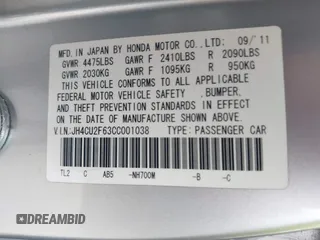 MFD. IN JAPAN BY HONDA MOTOR CO.,LTD. 09/11
GVWR 4475LBS GAWR F 2410LBS R 2090LBS
GVWR 2030KG GAWR F 1095KG R 950KG
THIS VEHICLE CONFORMS TO ALL APPLICABLE
FEDERAL MOTOR VEHICLE SAFETY ,BUMPER,
AND THEFT PREVENTION STANDARDS IN EFFECT
ON THE DATE OF MANUFACTURE SHOWN ABOVE.
V.I.N:JH4CU2F63CC001038 TYPE: PASSENGER CAR
TL2 C AB5 -NH700M -B -C
DREAMBID